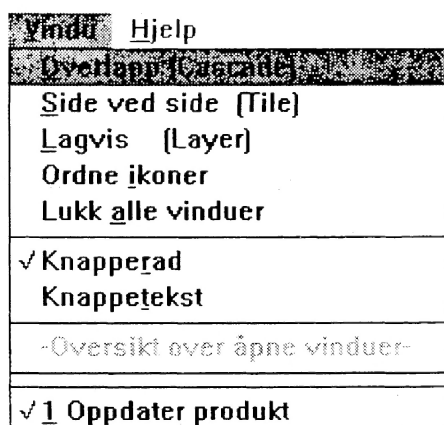 Vindu Hjelp
Overlapp (Cascade)
Side ved side (Tile)
Lagvis (Layer)
Ordne ikoner
Lukk alle vinduer
√ Knapperad
Knappetekst
-Oversikt over åpne vinduer-
√ 1 Oppdater produkt